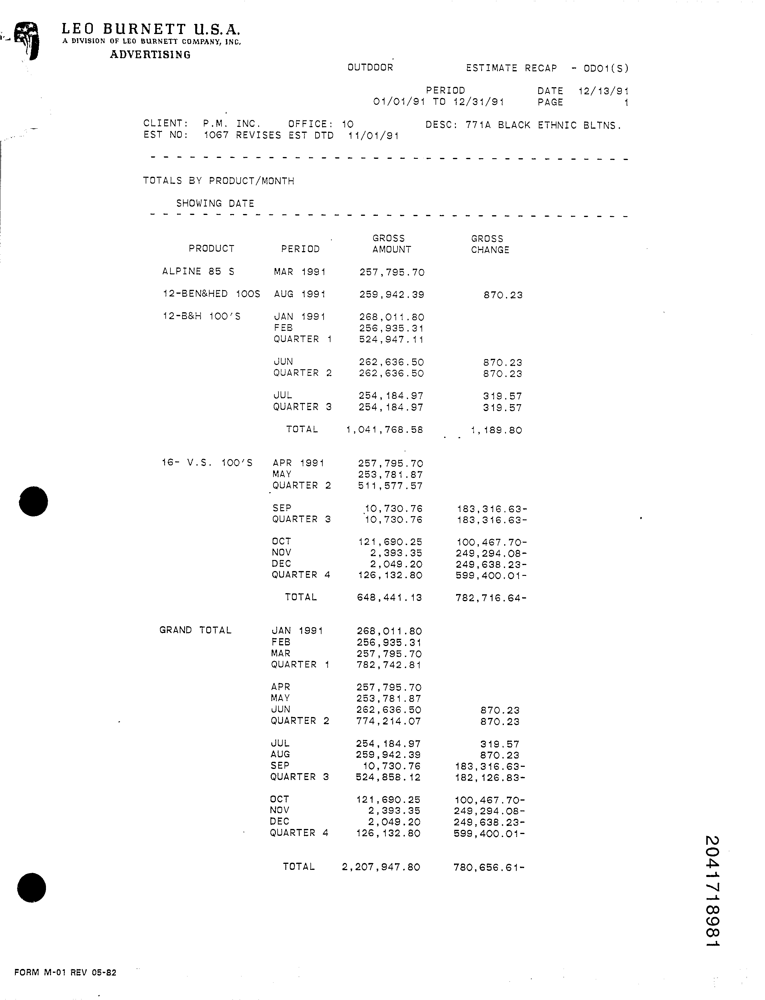 LEO BURNETT U.S.A.
A DIVISION OF LEO BURNETT COMPANY, INC.
ADVERTISING
OUTDOOR ESTIMATE RECAP - OD01(S)
PERIOD DATE 12/13/91
01/01/91 TO 12/31/91 PAGE 1
CLIENT: P.M. INC. OFFICE: 10 DESC: 771A BLACK ETHNIC BLTNS.
EST NO: 1067 REVISES EST DTD 11/01/91
TOTALS BY PRODUCT/MONTH
SHOWING DATE
GROSS GROSS
PRODUCT PERIOD AMOUNT CHANGE
ALPINE 85 S MAR 1991 257,795.70
12-BEN&HED 100S AUG 1991 259,942.39 870.23
12-B&H 100'S JAN 1991 268,011.80
FEB 256,935.31
QUARTER 1 524,947.11
JUN 262,636.50 870.23
QUARTER 2 262,636.50 870.23
JUL 254,184.97 319.57
QUARTER 3 254,184.97 319.57
TOTAL 1,041,768.58 1,189.80
16- V.S. 100'S APR 1991 257,795.70
MAY 253,781.87
QUARTER 2 511,577.57
SEP 10,730.76 183,316.63-
QUARTER 3 10,730.76 183,316.63-
OCT 121,690.25 100,467.70-
NOV 2,393.35 249,294.08-
DEC 2,049.20 249,638.23-
QUARTER 4 126,132.80 599,400.01-
TOTAL 648,441.13 782,716.64-
GRAND TOTAL JAN 1991 268,011.80
FEB 256,935.31
MAR 257,795.70
QUARTER 1 782,742.81
APR 257,795.70
MAY 253,781.87
JUN 262,636.50 870.23
QUARTER 2 774,214.07 870.23
JUL 254,184.97 319.57
AUG 259,942.39 870.23
SEP 10,730.76 183,316.63-
QUARTER 3 524,858.12 182,126.83-
OCT 121,690.25 100,467.70-
NOV 2,393.35 249,294.08-
DEC 2,049.20 249,638.23-
QUARTER 4 126,132.80 599,400.01-
TOTAL 2,207,947.80 780,656.61-
2041718981
FORM M-01 REV 05-82